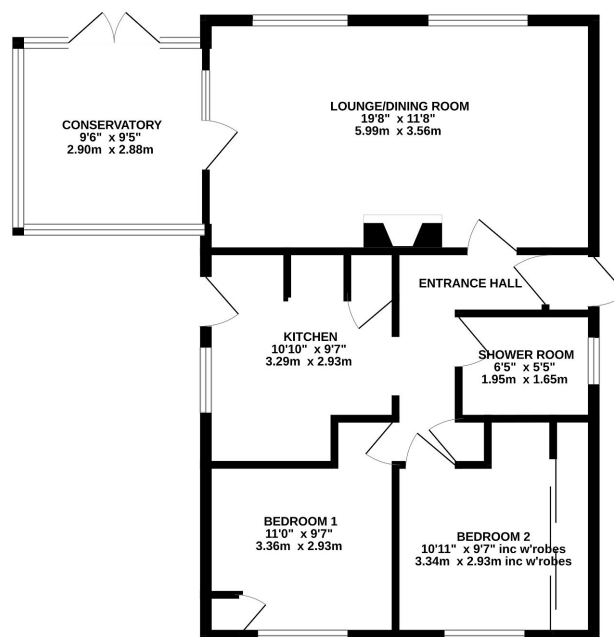 LOUNGE/DINING ROOM
19'8" x 11'8"
5.99m x 3.56m
CONSERVATORY
9'6" x 9'5"
2.90m x 2.88m
ENTRANCE HALL
KITCHEN
10'10" x 9'7"
3.29m x 2.93m
SHOWER ROOM
6'5" x 5'5"
1.95m x 1.65m
BEDROOM 1
11'0" x 9'7"
3.36m x 2.93m
BEDROOM 2
10'11" x 9'7" inc w'robes
3.34m x 2.93m inc w'robes